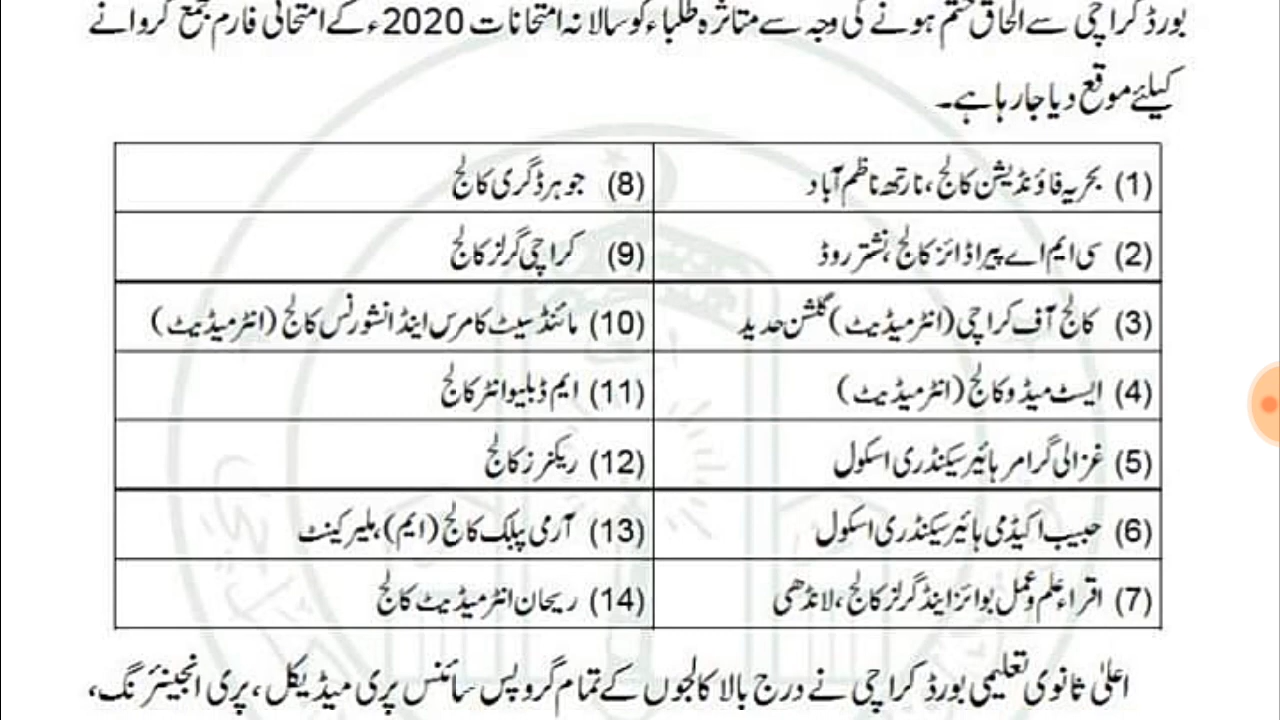 بورڈ کراچی سے الحاق ختم ہونے کی وجہ سے متاثرہ طلباء کو سالانہ امتحانات 2020ء کے امتحانی فارم جمع کروانے
کیلئے موقع دیا جا رہا ہے۔
(1) بحریہ فاؤنڈیشن کالج، نارتھ ناظم آباد
(8) جوہر ڈگری کالج
(2) سی ایم اے پیراڈائز کالج نشتر روڈ
(9) کراچی گرلز کالج
(3) کالج آف کراچی (انٹرمیڈیٹ) گلشن حدید
(10) مائنڈ سیٹ کامرس اینڈ انشورنس کالج (انٹرمیڈیٹ)
(4) ایسٹ میڈوکالج (انٹرمیڈیٹ)
(11) ایم ڈبلیو انٹر کالج
(5) غزالی گرامر ہائیر سیکنڈری اسکول
(12) ریکنرز کالج
(6) حبیب اکیڈمی ہائیر سیکنڈری اسکول
(13) آرمی پبلک کالج (ایم)، ملیر کینٹ
(7) اقراء علم و عمل بوائز اینڈ گرلز کالج، لانڈھی
(14) ریحان انٹرمیڈیٹ کالج
اعلیٰ ثانوی تعلیمی بورڈ کراچی نے درج بالا کالجوں کے تمام گروپس سائنس پری میڈیکل، پری انجینئرنگ،